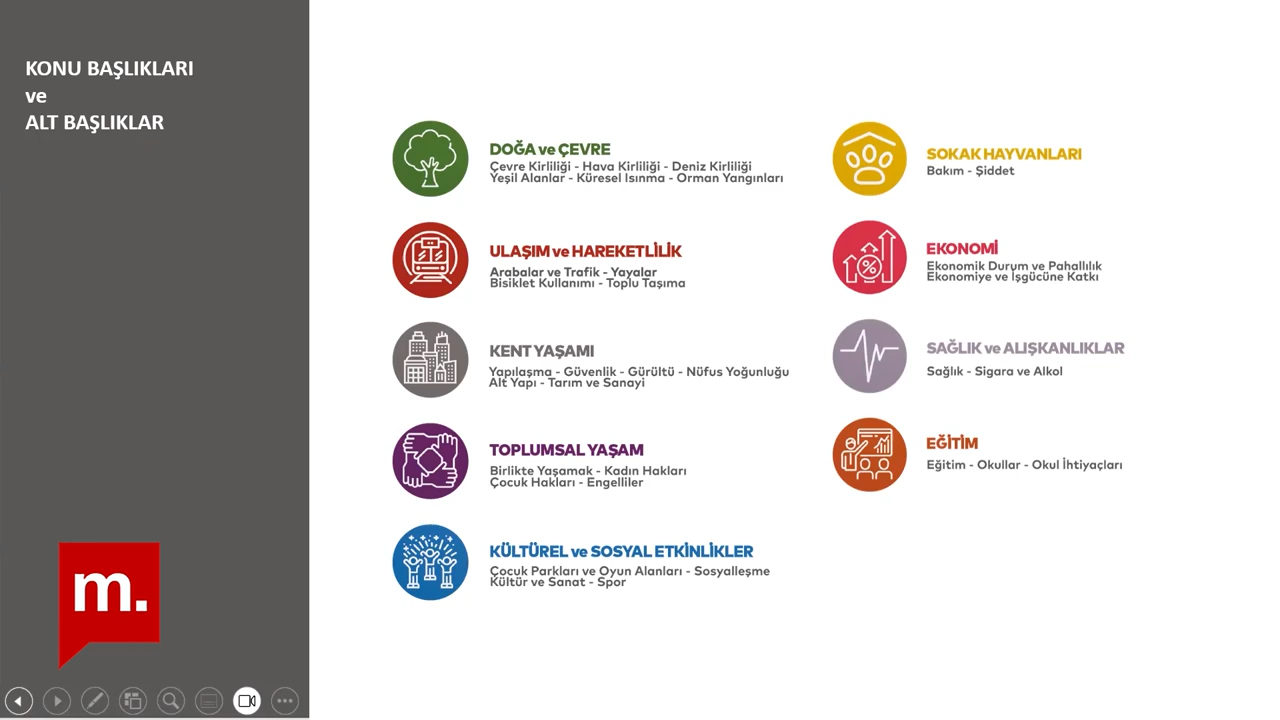 KONU BAŞLIKLARI
ve
ALT BAŞLIKLAR
DOĞA ve ÇEVRE
Çevre Kirliliği - Hava Kirliliği - Deniz Kirliliği
Yeşil Alanlar - Küresel Isınma - Orman Yangınları
ULAŞIM ve HAREKETLİLİK
Arabalar ve Trafik - Yayalar
Bisiklet Kullanımı - Toplu Taşıma
KENT YAŞAMI
Yapılaşma - Güvenlik - Gürültü - Nüfus Yoğunluğu
Alt Yapı - Tarım ve Sanayi
TOPLUMSAL YAŞAM
Birlikte Yaşamak - Kadın Hakları
Çocuk Hakları - Engelliler
KÜLTÜREL ve SOSYAL ETKİNLİKLER
Çocuk Parkları ve Oyun Alanları - Sosyalleşme
Kültür ve Sanat - Spor
SOKAK HAYVANLARI
Bakım - Şiddet
EKONOMİ
Ekonomik Durum ve Pahallılık
Ekonomiye ve İşgücüne Katkı
SAĞLIK ve ALIŞKANLIKLAR
Sağlık - Sigara ve Alkol
EĞİTİM
Eğitim - Okullar - Okul İhtiyaçları
m.
%